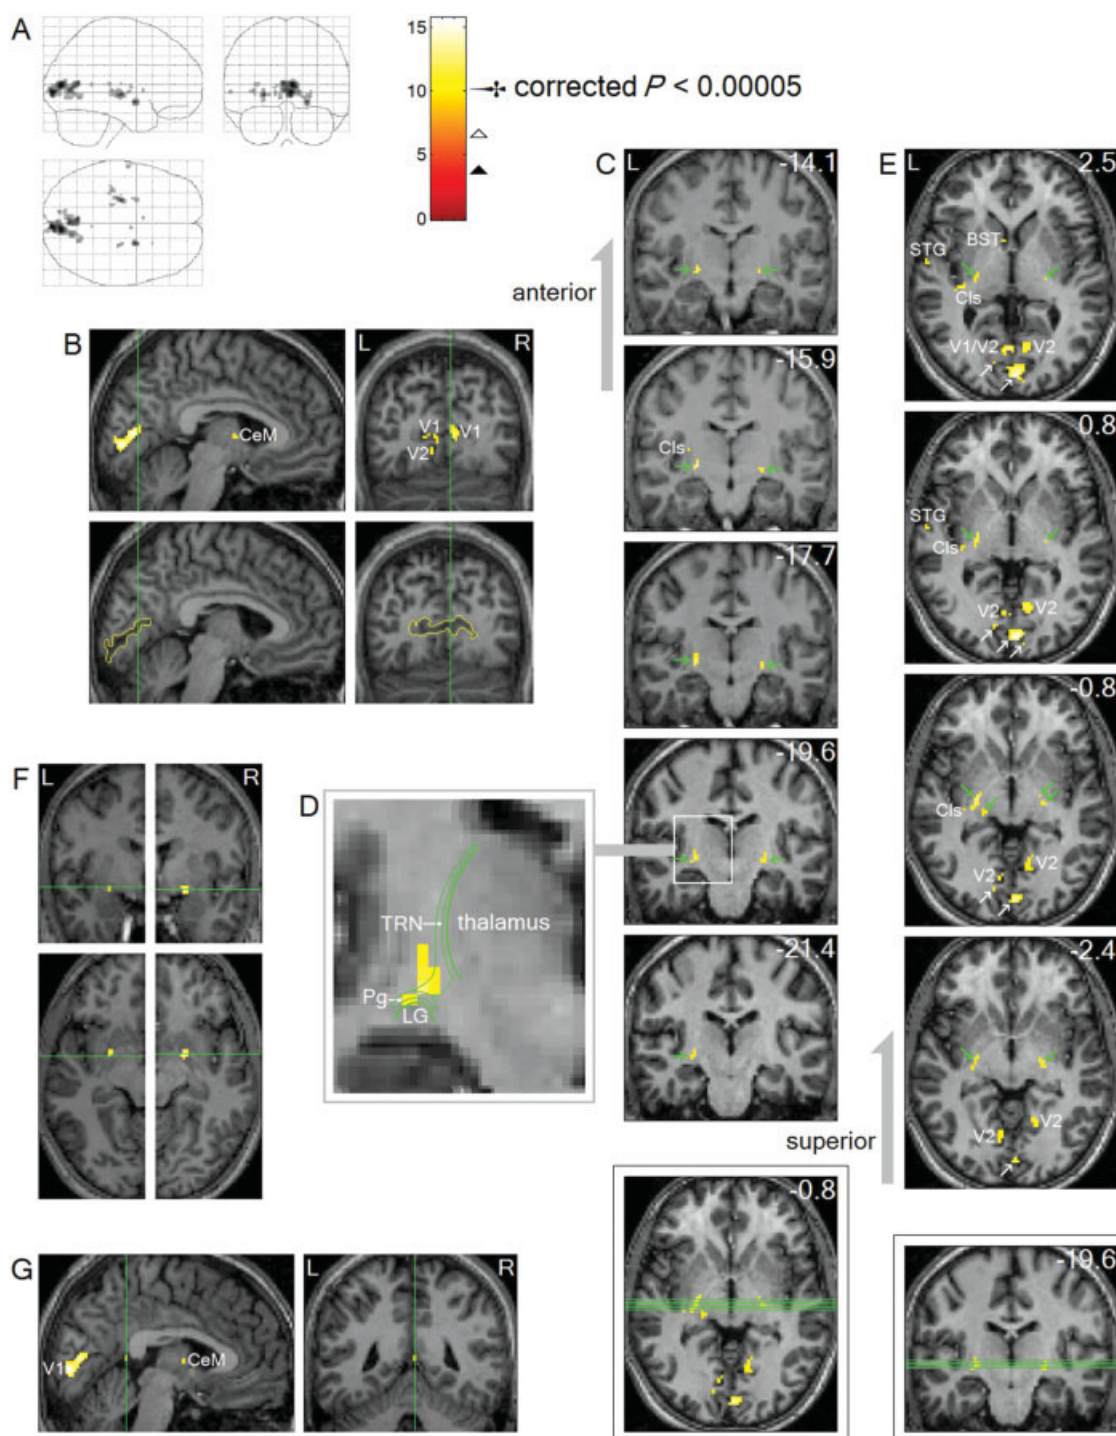 A
15
10
5
0
corrected P < 0.00005
B
CeM
L
R
V1
V1
V2
C
anterior
L
-14.1
-15.9
Cls
-17.7
-19.6
-21.4
-0.8
D
TRN
thalamus
Pg
LG
E
L
2.5
STG
BST
Cls
V1/V2
V2
0.8
STG
Cls
V2
V2
-0.8
Cls
V2
V2
-2.4
V2
V2
superior
-19.6
F
L
R
G
V1
CeM
L
R